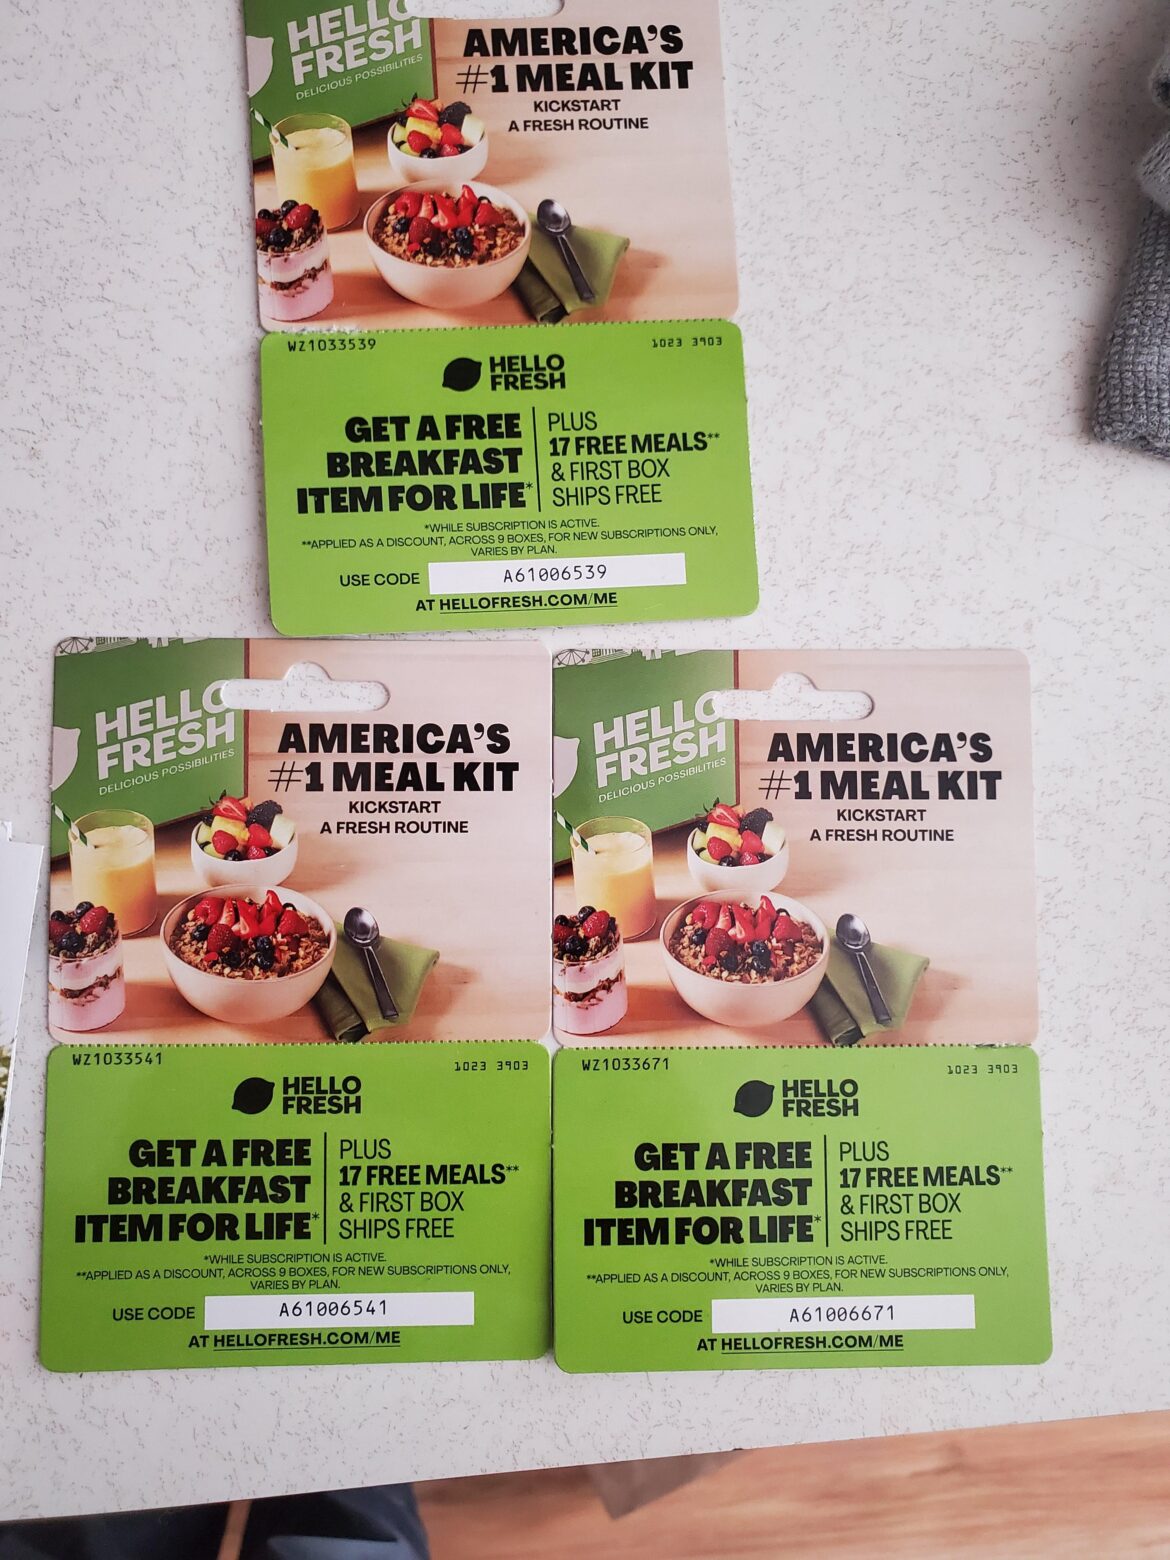 HELLO
FRESH
DELICIOUS POSSIBILITIES
AMERICA'S
#1 MEAL KIT
KICKSTART
A FRESH ROUTINE
WZ1033539
1023 3903
HELLO
FRESH
GET A FREE
BREAKFAST
ITEM FOR LIFE*
PLUS
17 FREE MEALS**
& FIRST BOX
SHIPS FREE
*WHILE SUBSCRIPTION IS ACTIVE.
**APPLIED AS A DISCOUNT, ACROSS 9 BOXES, FOR NEW SUBSCRIPTIONS ONLY,
VARIES BY PLAN.
USE CODE A61006539
AT HELLOFRESH.COM/ME
HELLO
FRESH
DELICIOUS POSSIBILITIES
AMERICA'S
#1 MEAL KIT
KICKSTART
A FRESH ROUTINE
WZ1033541
1023 3903
HELLO
FRESH
GET A FREE
BREAKFAST
ITEM FOR LIFE*
PLUS
17 FREE MEALS**
& FIRST BOX
SHIPS FREE
*WHILE SUBSCRIPTION IS ACTIVE.
**APPLIED AS A DISCOUNT, ACROSS 9 BOXES, FOR NEW SUBSCRIPTIONS ONLY,
VARIES BY PLAN.
USE CODE A61006541
AT HELLOFRESH.COM/ME
HELLO
FRESH
DELICIOUS POSSIBILITIES
AMERICA'S
#1 MEAL KIT
KICKSTART
A FRESH ROUTINE
WZ1033671
1023 3903
HELLO
FRESH
GET A FREE
BREAKFAST
ITEM FOR LIFE*
PLUS
17 FREE MEALS**
& FIRST BOX
SHIPS FREE
*WHILE SUBSCRIPTION IS ACTIVE.
**APPLIED AS A DISCOUNT, ACROSS 9 BOXES, FOR NEW SUBSCRIPTIONS ONLY,
VARIES BY PLAN.
USE CODE A61006671
AT HELLOFRESH.COM/ME